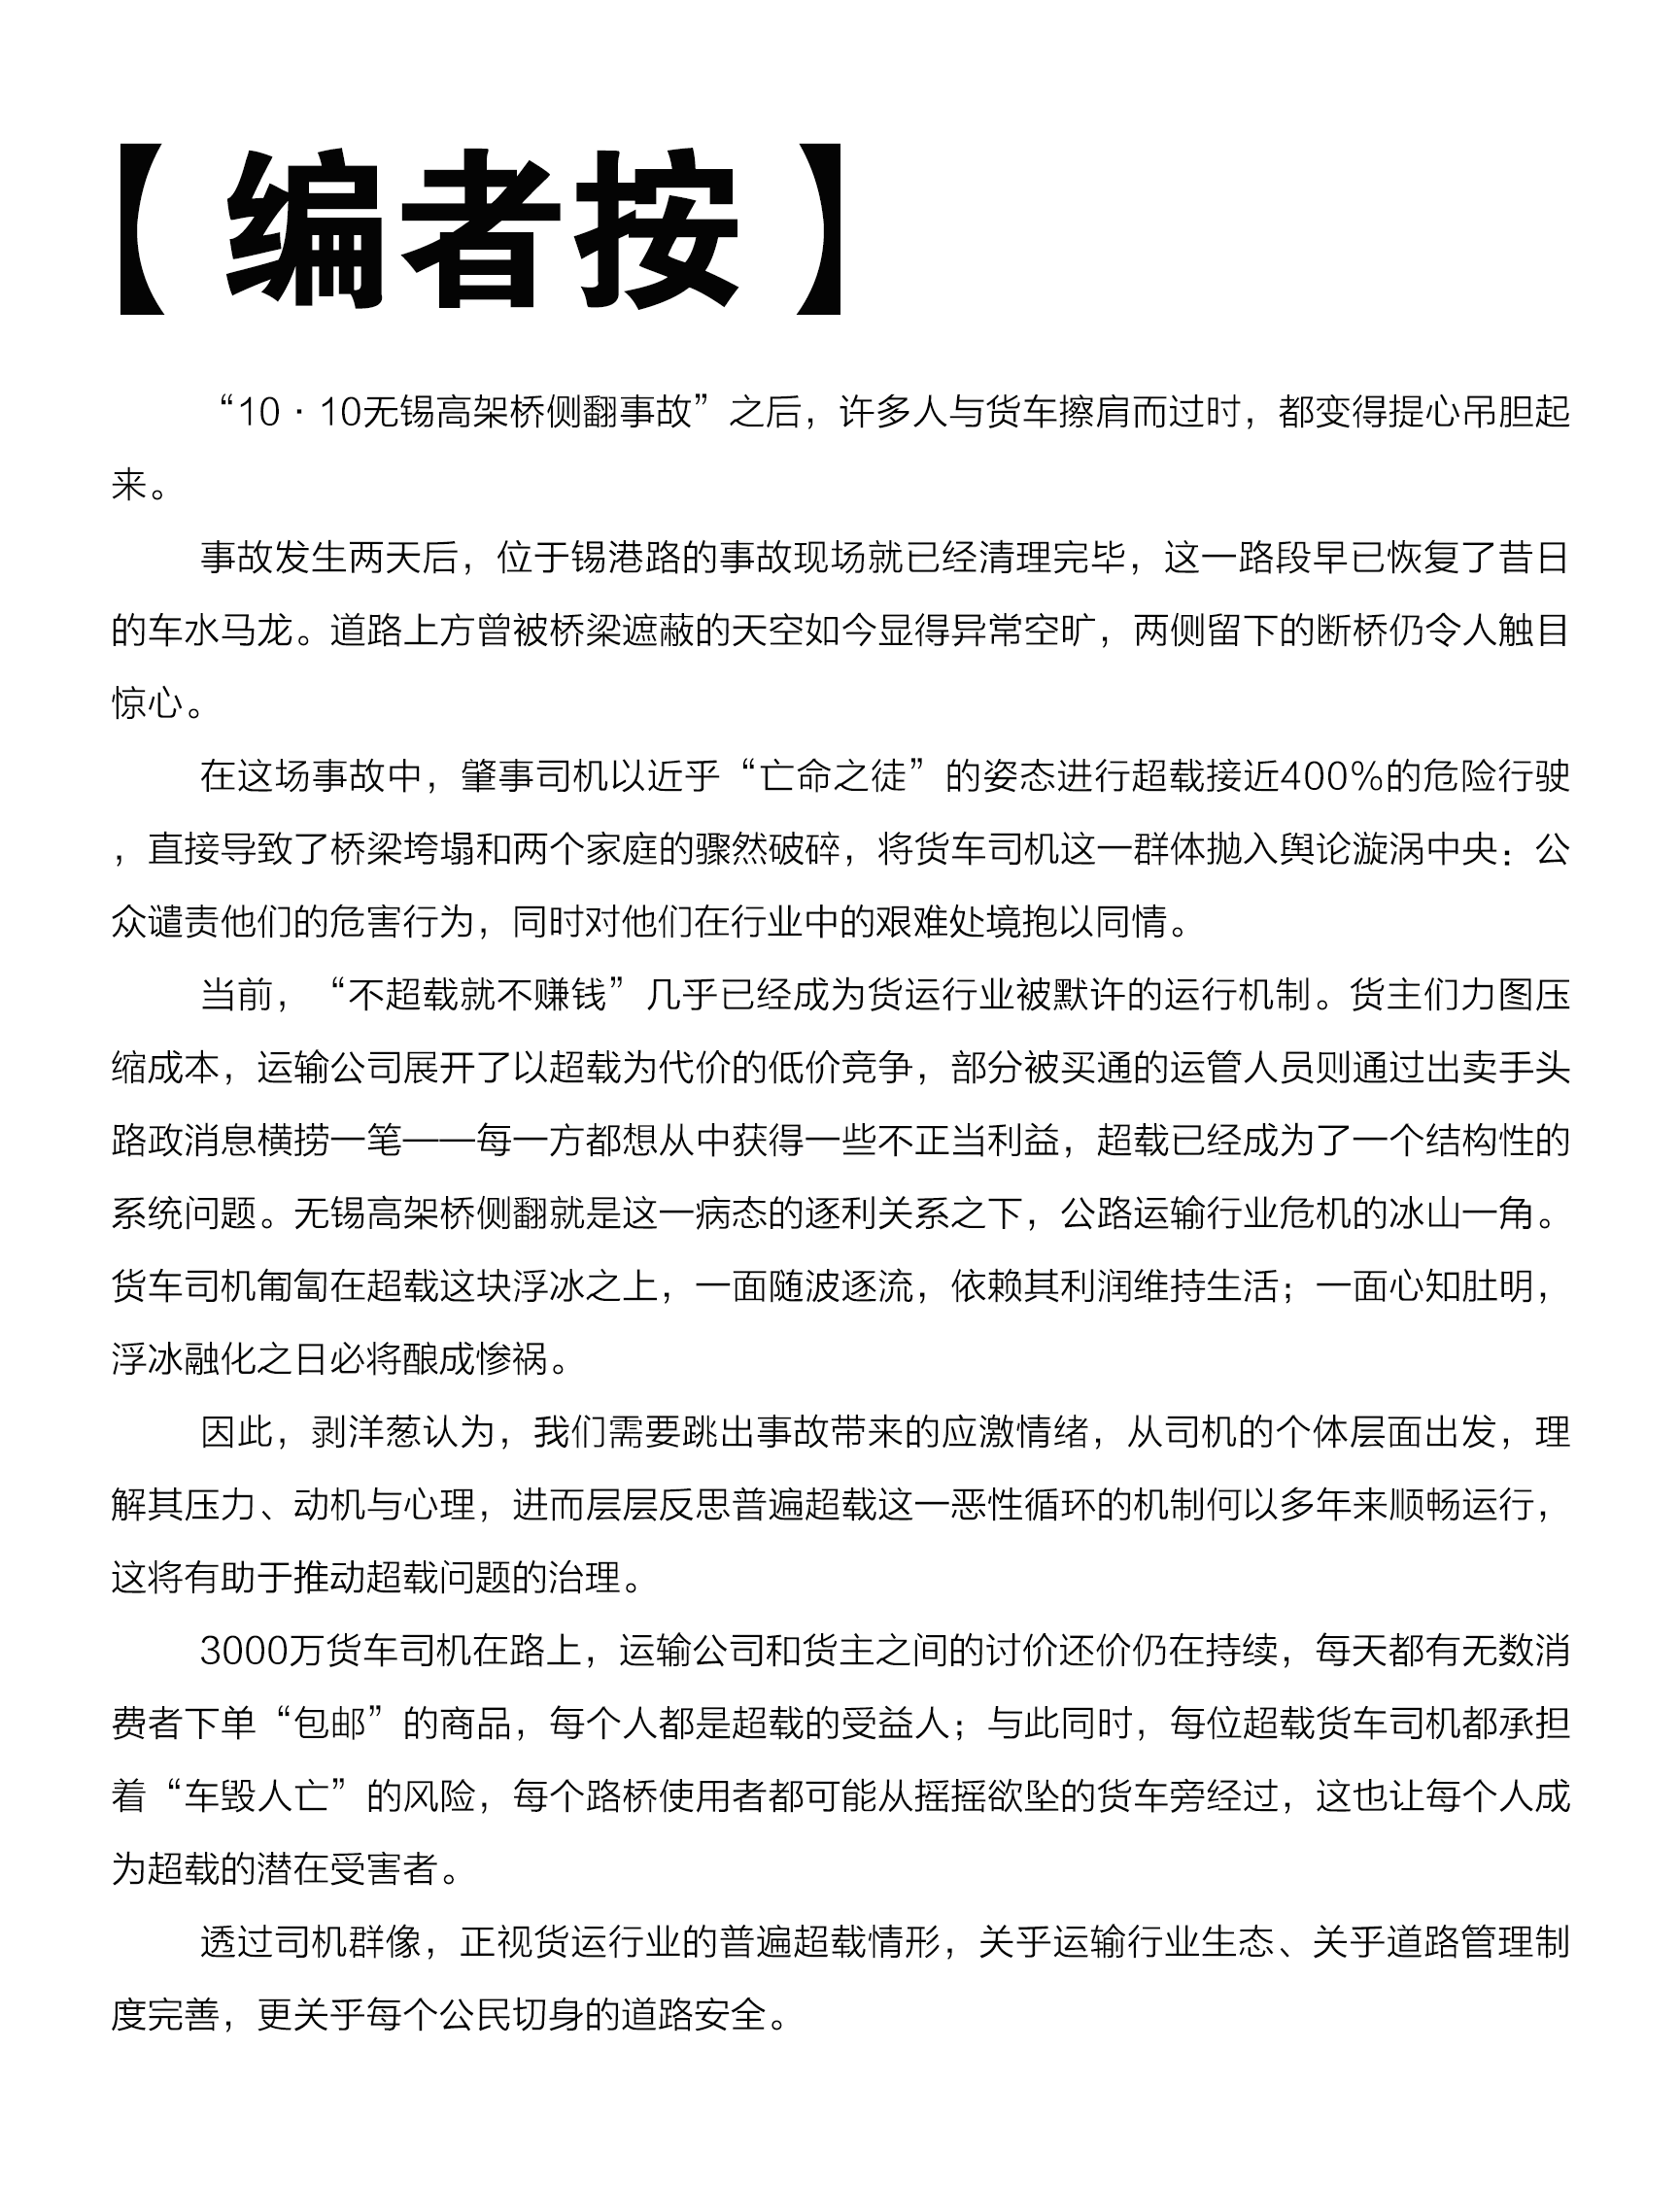 【编者按】
“10·10无锡高架桥侧翻事故”之后，许多人与货车擦肩而过时，都变得提心吊胆起
来。
事故发生两天后，位于锡港路的事故现场就已经清理完毕，这一路段早已恢复了昔日
的车水马龙。道路上方曾被桥梁遮蔽的天空如今显得异常空旷，两侧留下的断桥仍令人触目
惊心。
在这场事故中，肇事司机以近乎“亡命之徒”的姿态进行超载接近400%的危险行驶
，直接导致了桥梁垮塌和两个家庭的骤然破碎，将货车司机这一群体抛入舆论漩涡中央：公
众谴责他们的危害行为，同时对他们在行业中的艰难处境抱以同情。
当前，“不超载就不赚钱”几乎已经成为货运行业被默许的运行机制。货主们力图压
缩成本，运输公司展开了以超载为代价的低价竞争，部分被买通的运管人员则通过出卖手头
路政消息横捞一笔——每一方都想从中获得一些不正当利益，超载已经成为了一个结构性的
系统问题。无锡高架桥侧翻就是这一病态的逐利关系之下，公路运输行业危机的冰山一角。
货车司机匍匐在超载这块浮冰之上，一面随波逐流，依赖其利润维持生活；一面心知肚明，
浮冰融化之日必将酿成惨祸。
因此，剥洋葱认为，我们需要跳出事故带来的应激情绪，从司机的个体层面出发，理
解其压力、动机与心理，进而层层反思普遍超载这一恶性循环的机制何以多年来顺畅运行，
这将有助于推动超载问题的治理。
3000万货车司机在路上，运输公司和货主之间的讨价还价仍在持续，每天都有无数消
费者下单“包邮”的商品，每个人都是超载的受益人；与此同时，每位超载货车司机都承担
着“车毁人亡”的风险，每个路桥使用者都可能从摇摇欲坠的货车旁经过，这也让每个人成
为超载的潜在受害者。
透过司机群像，正视货运行业的普遍超载情形，关乎运输行业生态、关乎道路管理制
度完善，更关乎每个公民切身的道路安全。